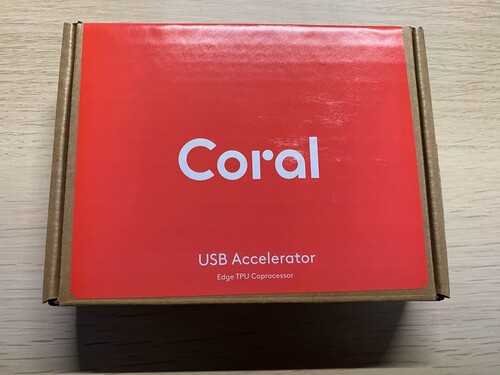 Coral
USB Accelerator
Edge TPU Coprocessor